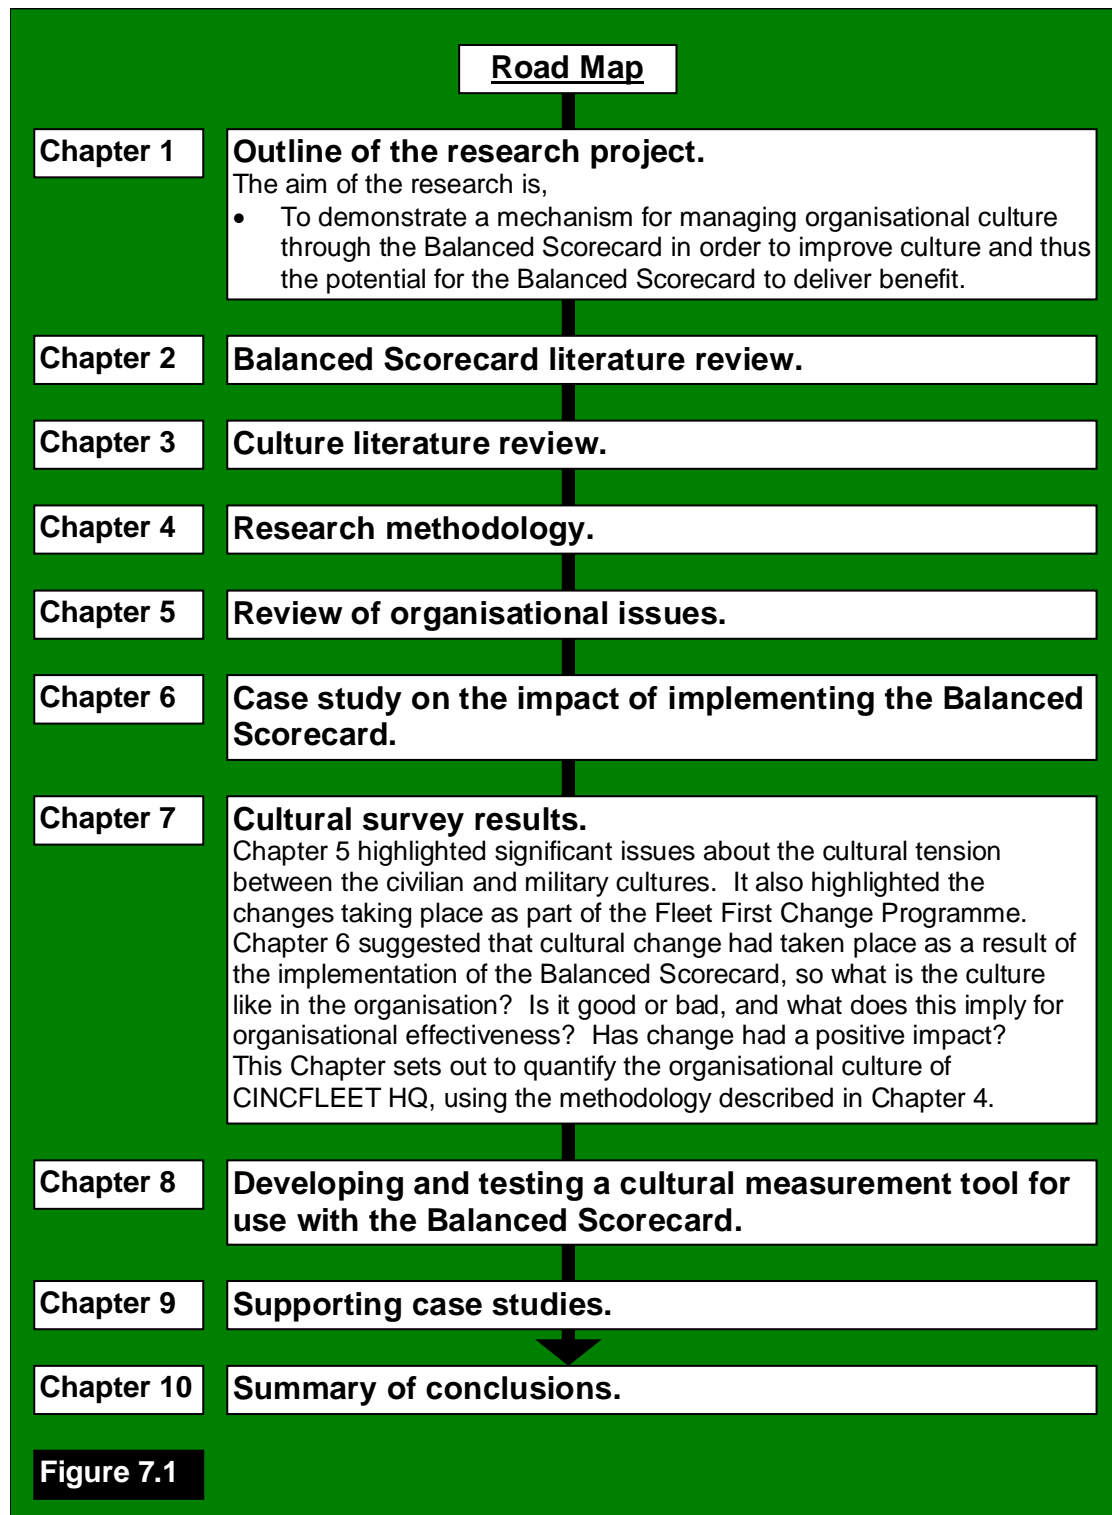 Road Map
Chapter 1
Outline of the research project.
The aim of the research is,
• To demonstrate a mechanism for managing organisational culture
through the Balanced Scorecard in order to improve culture and thus
the potential for the Balanced Scorecard to deliver benefit.
Chapter 2
Balanced Scorecard literature review.
Chapter 3
Culture literature review.
Chapter 4
Research methodology.
Chapter 5
Review of organisational issues.
Chapter 6
Case study on the impact of implementing the Balanced
Scorecard.
Chapter 7
Cultural survey results.
Chapter 5 highlighted significant issues about the cultural tension
between the civilian and military cultures.  It also highlighted the
changes taking place as part of the Fleet First Change Programme.
Chapter 6 suggested that cultural change had taken place as a result of
the implementation of the Balanced Scorecard, so what is the culture
like in the organisation?  Is it good or bad, and what does this imply for
organisational effectiveness?  Has change had a positive impact?
This Chapter sets out to quantify the organisational culture of
CINCFLEET HQ, using the methodology described in Chapter 4.
Chapter 8
Developing and testing a cultural measurement tool for
use with the Balanced Scorecard.
Chapter 9
Supporting case studies.
Chapter 10
Summary of conclusions.
Figure 7.1